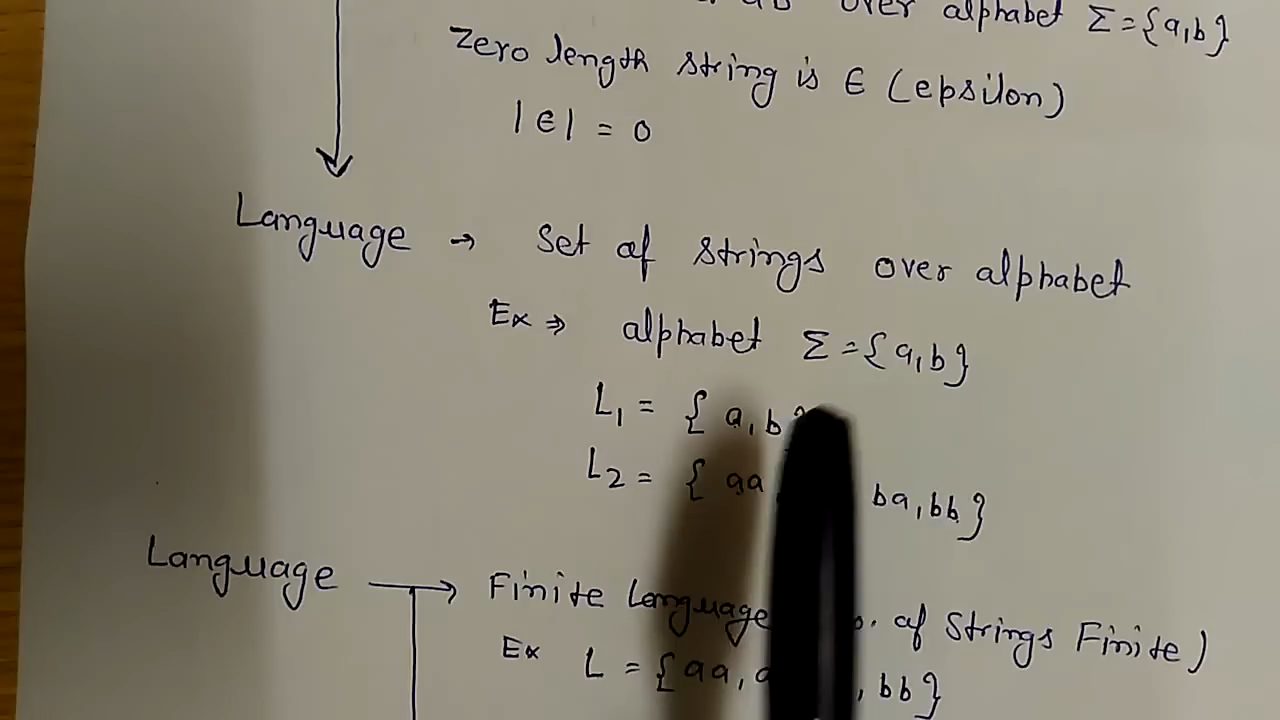 over alphabet Σ={a,b}
Zero length string is ∈ (epsilon)
|∈| = 0
Language → Set of strings over alphabet
Ex ⇒ alphabet Σ={a,b}
L1 = { a,b}
L2 = { aa ba,bb}
Language → Finite Language of Strings Finite)
Ex L = {aa, , bb}